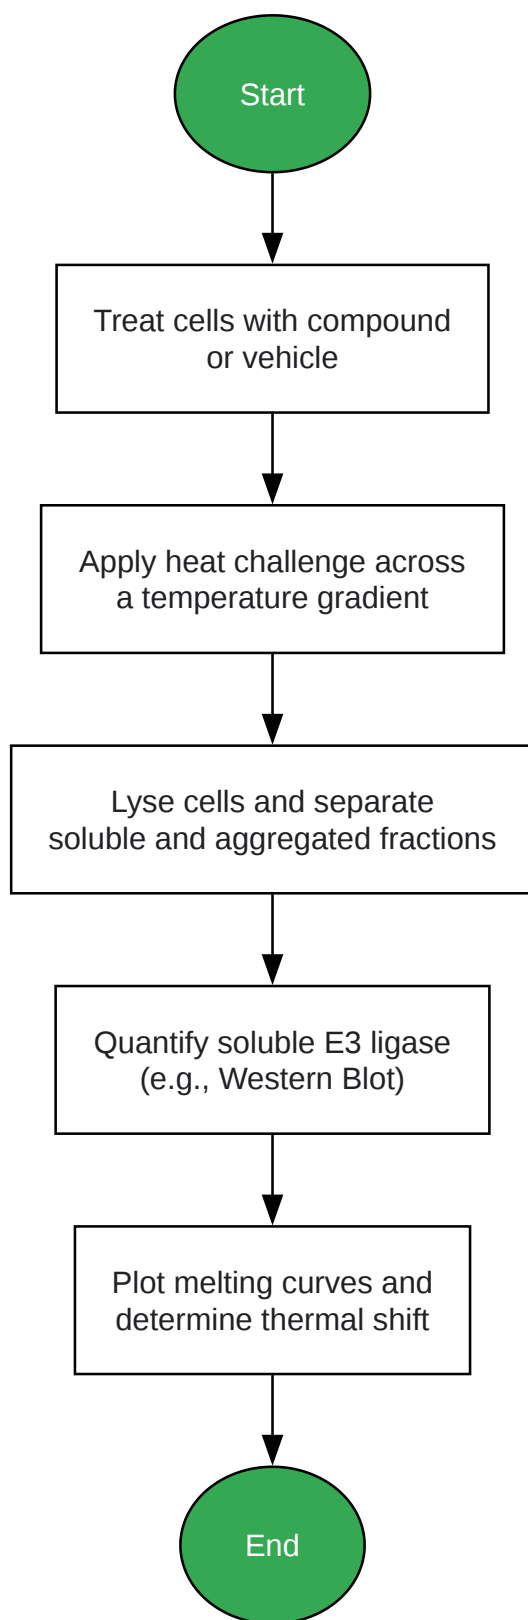 Start
Treat cells with compound
or vehicle
Apply heat challenge across
a temperature gradient
Lyse cells and separate
soluble and aggregated fractions
Quantify soluble E3 ligase
(e.g., Western Blot)
Plot melting curves and
determine thermal shift
End